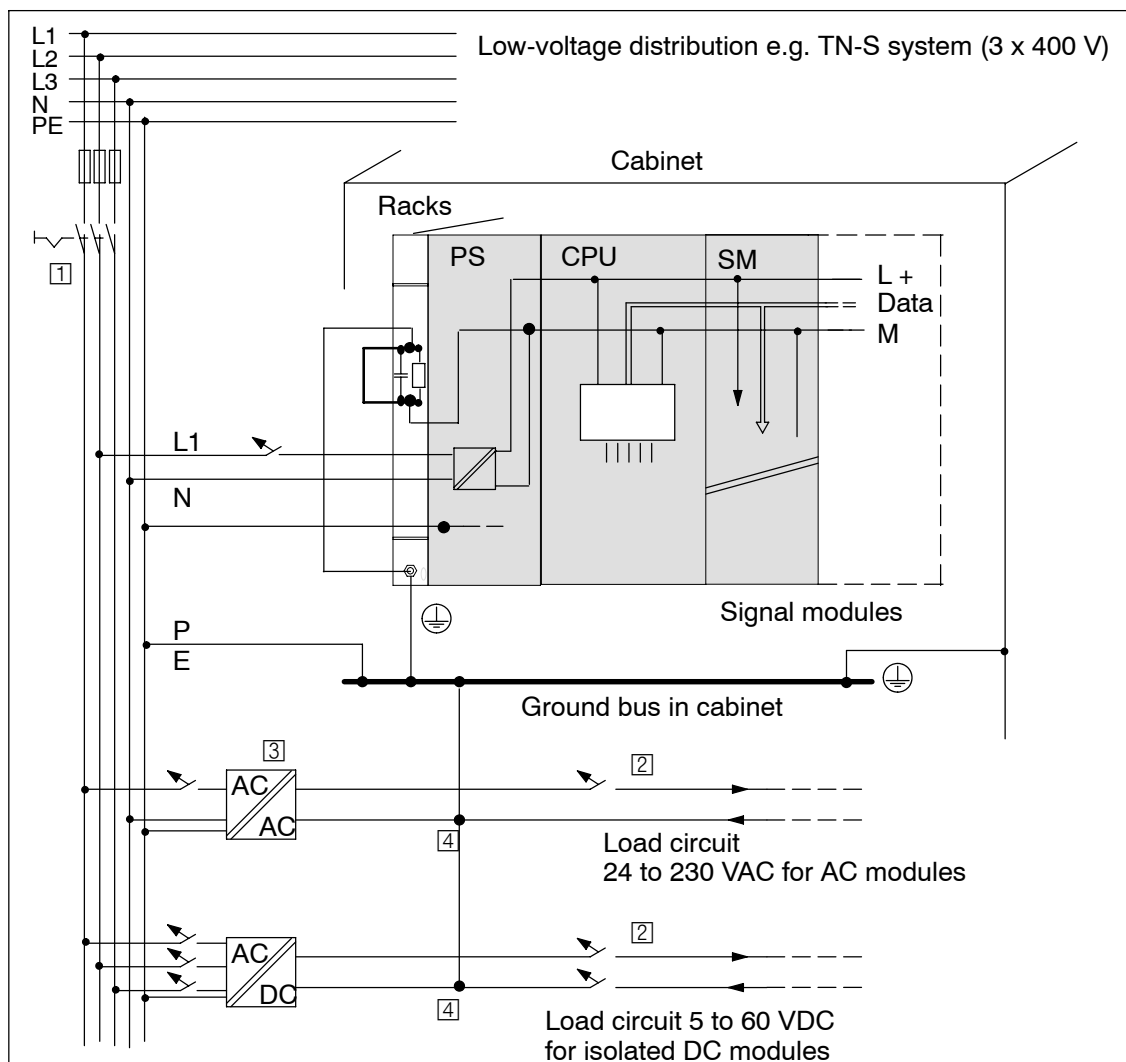 L1
L2
L3
N
PE
Low-voltage distribution e.g. TN-S system (3 x 400 V)
Cabinet
Racks
PS
CPU
SM
L +
Data
M
1
L1
N
Signal modules
P
E
Ground bus in cabinet
3
2
AC
AC
4
Load circuit
24 to 230 VAC for AC modules
2
AC
DC
4
Load circuit 5 to 60 VDC
for isolated DC modules